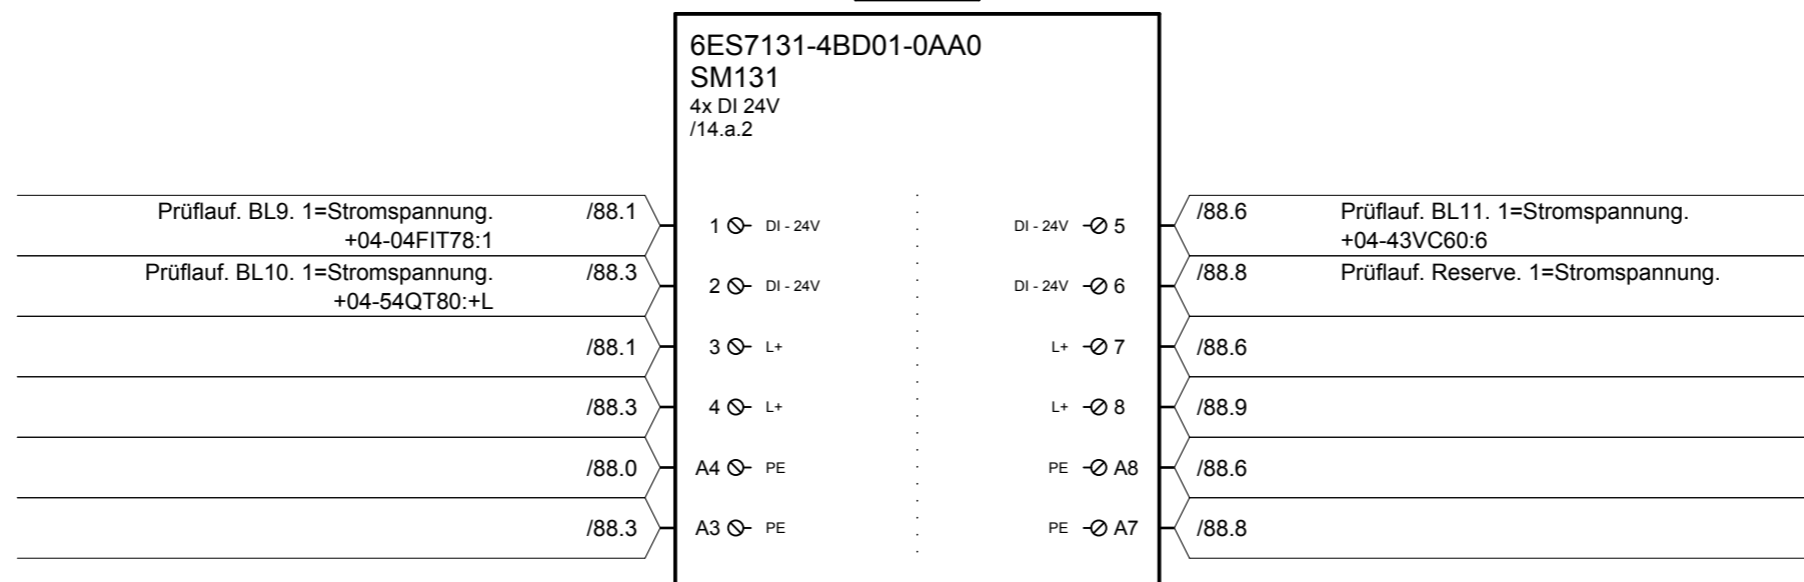 6ES7131-4BD01-0AA0
SM131
4x DI 24V
/14.a.2
Prüflauf. BL9. 1=Stromspannung. /88.1 1 DI - 24V DI - 24V 5 /88.6 Prüflauf. BL11. 1=Stromspannung.
+04-04FIT78:1 +04-43VC60:6
Prüflauf. BL10. 1=Stromspannung. /88.3 2 DI - 24V DI - 24V 6 /88.8 Prüflauf. Reserve. 1=Stromspannung.
+04-54QT80:+L
/88.1 3 L+ L+ 7 /88.6
/88.3 4 L+ L+ 8 /88.9
/88.0 A4 PE PE A8 /88.6
/88.3 A3 PE PE A7 /88.8